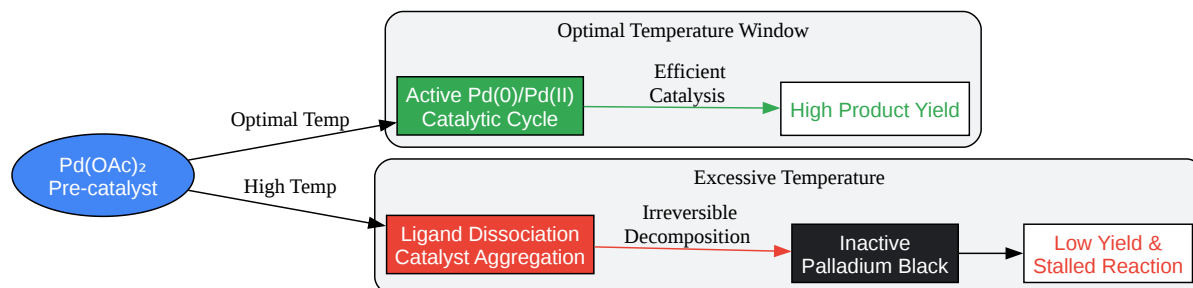 Optimal Temperature Window
Active Pd(0)/Pd(II)
Catalytic Cycle
Efficient
Catalysis
High Product Yield
Optimal Temp
Pd(OAc)₂
Pre-catalyst
High Temp
Excessive Temperature
Ligand Dissociation
Catalyst Aggregation
Irreversible
Decomposition
Inactive
Palladium Black
Low Yield &
Stalled Reaction